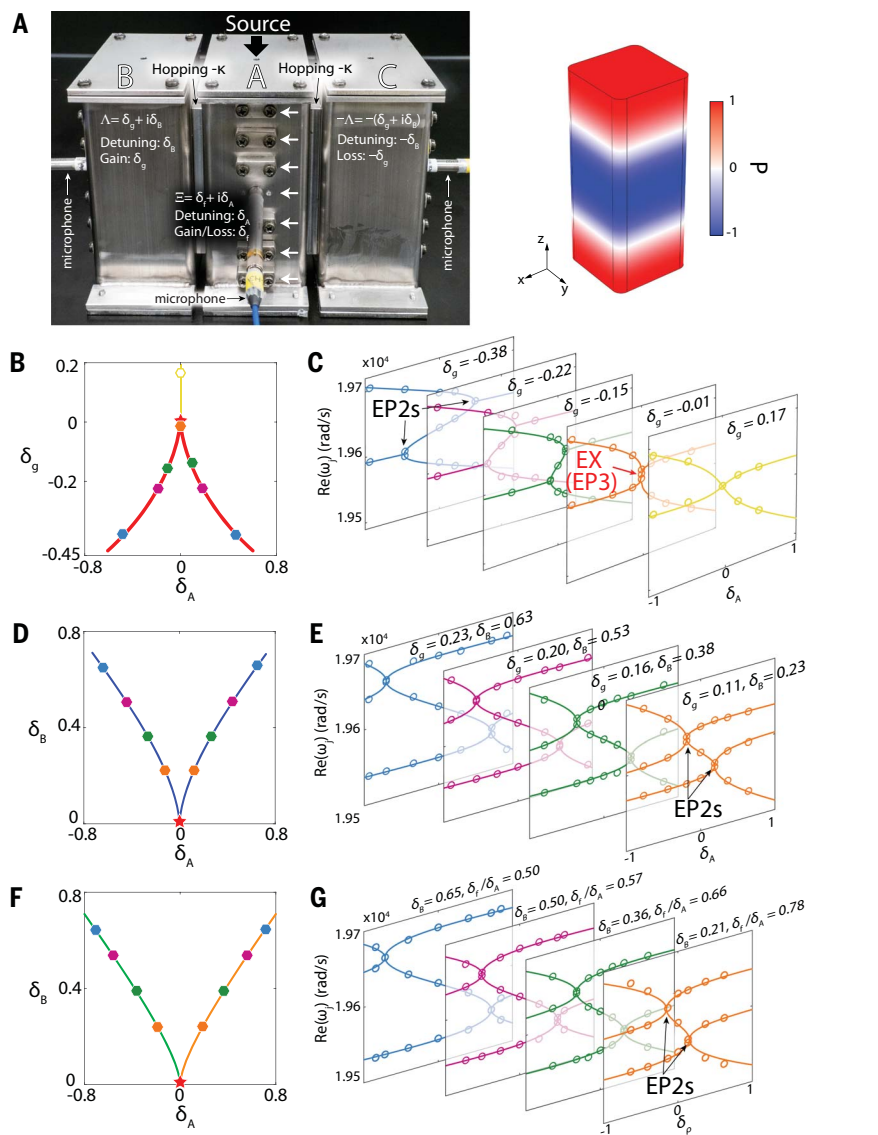 A
Source
B
Hopping -κ
A
Hopping -κ
C
Λ= δg+ iδB
Detuning: δB
Gain: δg
Ξ= δf+ iδA
Detuning: δA
Gain/Loss: δf
−Λ= −(δg+ iδB)
Detuning: −δB
Loss: −δg
microphone
microphone
microphone
z
x
y
1
0
-1
P
B
0.2
0
-0.2
-0.45
-0.8
0
0.8
δg
δA
C
x10⁴
1.97
1.96
1.95
Re(ωj) (rad/s)
δg = -0.38
δg = -0.22
δg = -0.15
δg = -0.01
δg = 0.17
EP2s
EX
(EP3)
-1
0
1
δA
D
0.8
0.4
0
-0.8
0
0.8
δB
δA
E
x10⁴
1.97
1.96
1.95
Re(ωj) (rad/s)
δg = 0.23, δB = 0.63
δg = 0.20, δB = 0.53
δg = 0.16, δB = 0.38
0
δg = 0.11, δB = 0.23
EP2s
-1
0
1
δA
F
0.8
0.4
0
-0.8
0
0.8
δB
δA
G
x10⁴
1.97
1.96
1.95
Re(ωj) (rad/s)
δB = 0.65, δf /δA = 0.50
δB = 0.50, δf /δA = 0.57
δB = 0.36, δf /δA = 0.66
δB = 0.21, δf /δA = 0.78
EP2s
-1
0
1
δρ